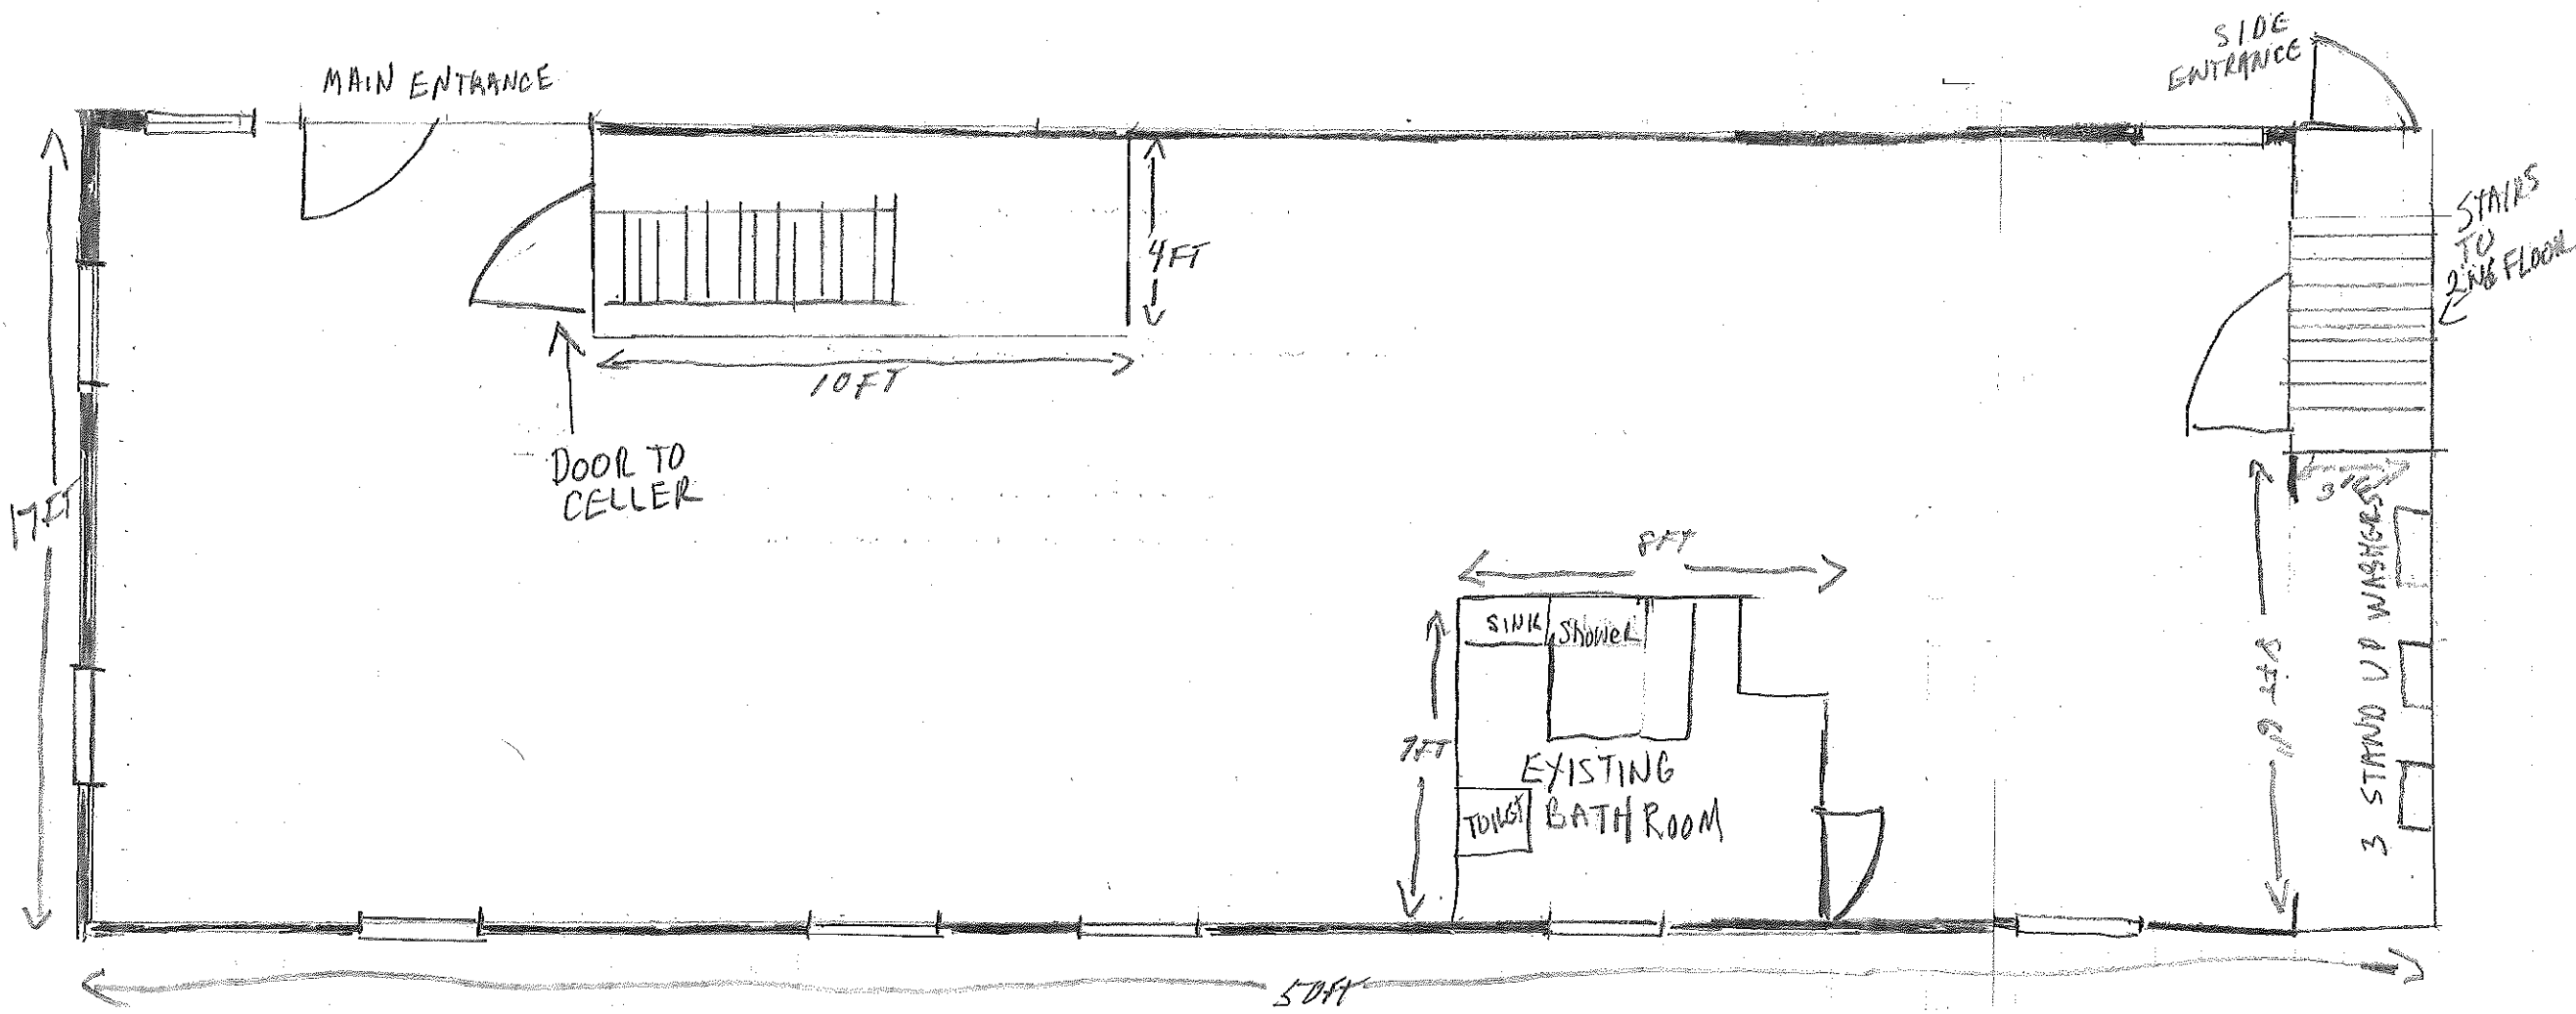 MAIN ENTRANCE
SIDE
ENTRANCE
STAIRS
TO
FLOOR
4FT
10FT
DOOR TO
CELLER
17FT
8FT
SINK
SHOWER
7FT
EXISTING
BATHROOM
TOILET
3 STAND UP WASHERS
50FT